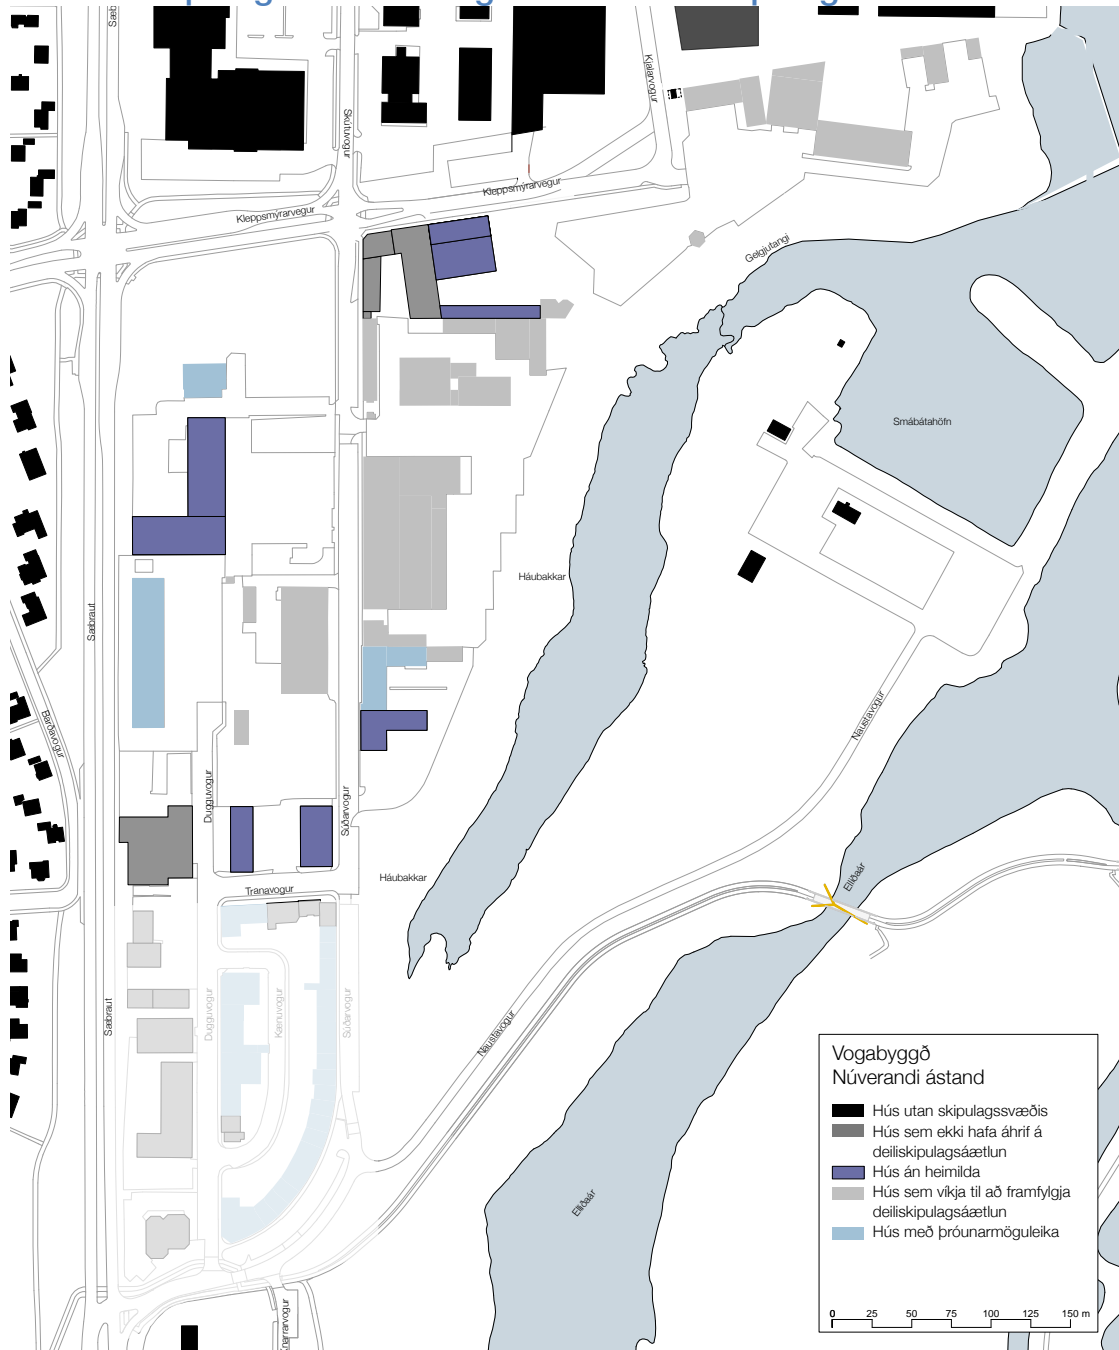 Sæb
Skútuvogur
Kjalarvogur
Kleppsmýrarvegur
Kleppsmýrarvegur
Gelgjutangi
Smábátahöfn
Háubakkar
Sæbraut
Barðavogur
Naustavogur
Dugguvogur
Súðarvogur
Háubakkar
Tranavogur
Elliðaár
Sæbraut
Dugguvogur
Kænuvogur
Súðarvogur
Naustavogur
Elliðaár
Knarrarvogur
Vogabyggð
Núverandi ástand
Hús utan skipulagssvæðis
Hús sem ekki hafa áhrif á
deiliskipulagsáætlun
Hús án heimilda
Hús sem víkja til að framfylgja
deiliskipulagsáætlun
Hús með þróunarmöguleika
0 25 50 75 100 125 150 m